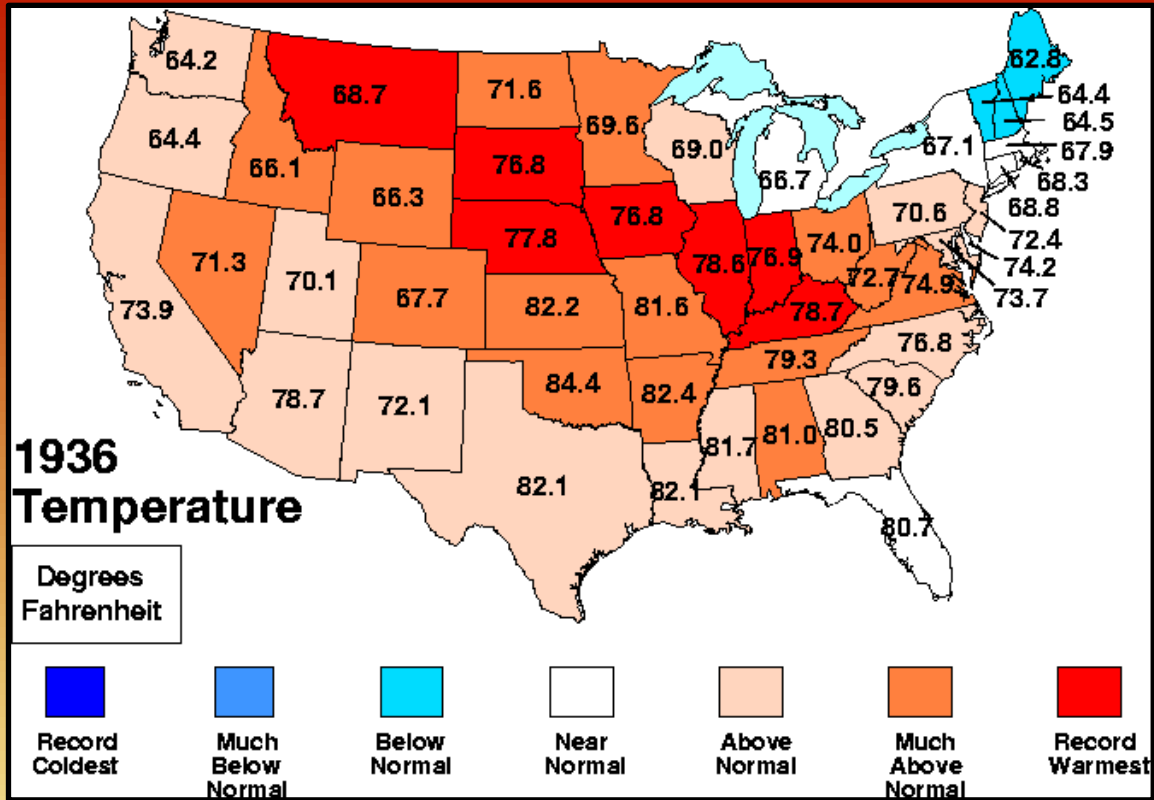 64.2
68.7
71.6
69.6
62.8
64.4
64.5
67.9
68.3
68.8
64.4
66.1
66.3
76.8
69.0
66.7
67.1
70.6
72.4
74.2
73.7
76.8
77.8
78.6
76.9
74.0
72.7
74.9
71.3
70.1
67.7
82.2
81.6
78.7
73.9
76.8
79.3
79.6
78.7
72.1
84.4
82.4
81.7
81.0
80.5
82.1
82.1
80.7
1936
Temperature
Degrees
Fahrenheit
Record
Coldest
Much
Below
Normal
Below
Normal
Near
Normal
Above
Normal
Much
Above
Normal
Record
Warmest